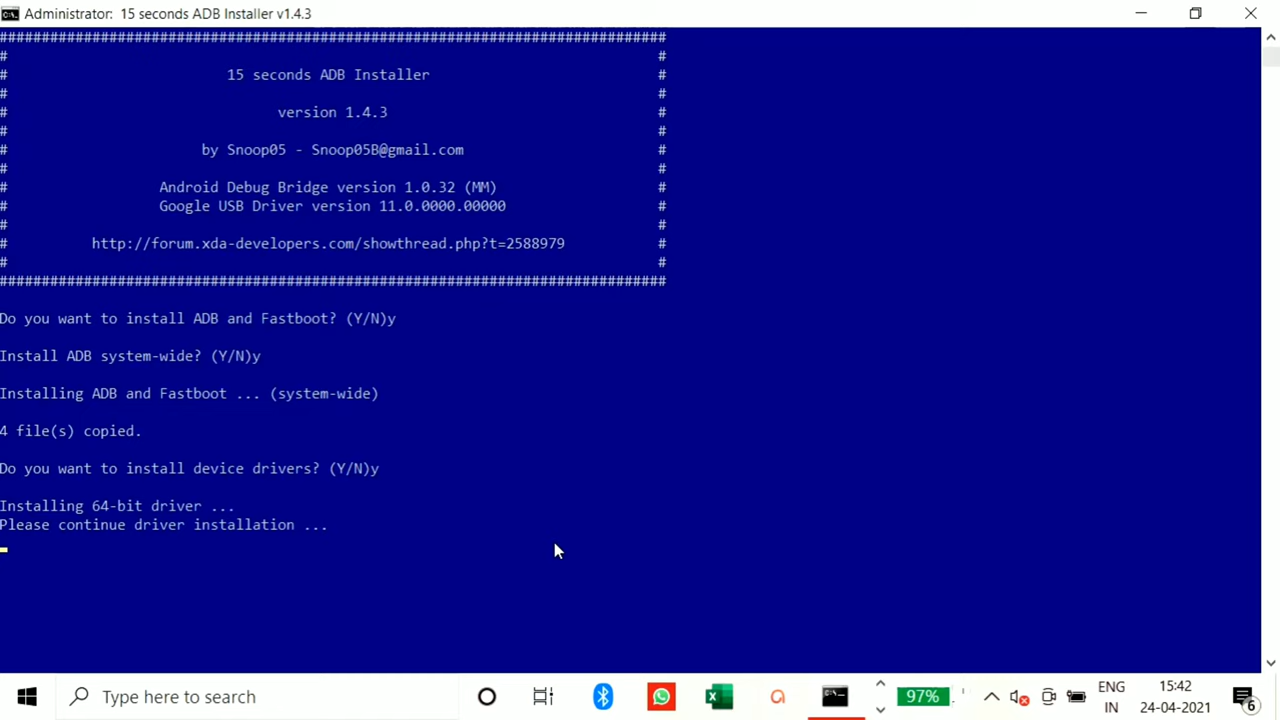 Administrator: 15 seconds ADB Installer v1.4.3
###############################################################################
# #
# 15 seconds ADB Installer #
# #
# version 1.4.3 #
# #
# by Snoop05 - Snoop05B@gmail.com #
# #
# Android Debug Bridge version 1.0.32 (MM) #
# Google USB Driver version 11.0.0000.00000 #
# #
# http://forum.xda-developers.com/showthread.php?t=2588979 #
# #
###############################################################################
Do you want to install ADB and Fastboot? (Y/N)y
Install ADB system-wide? (Y/N)y
Installing ADB and Fastboot ... (system-wide)
4 file(s) copied.
Do you want to install device drivers? (Y/N)y
Installing 64-bit driver ...
Please continue driver installation ...
Type here to search
97%
ENG
IN
15:42
24-04-2021
6